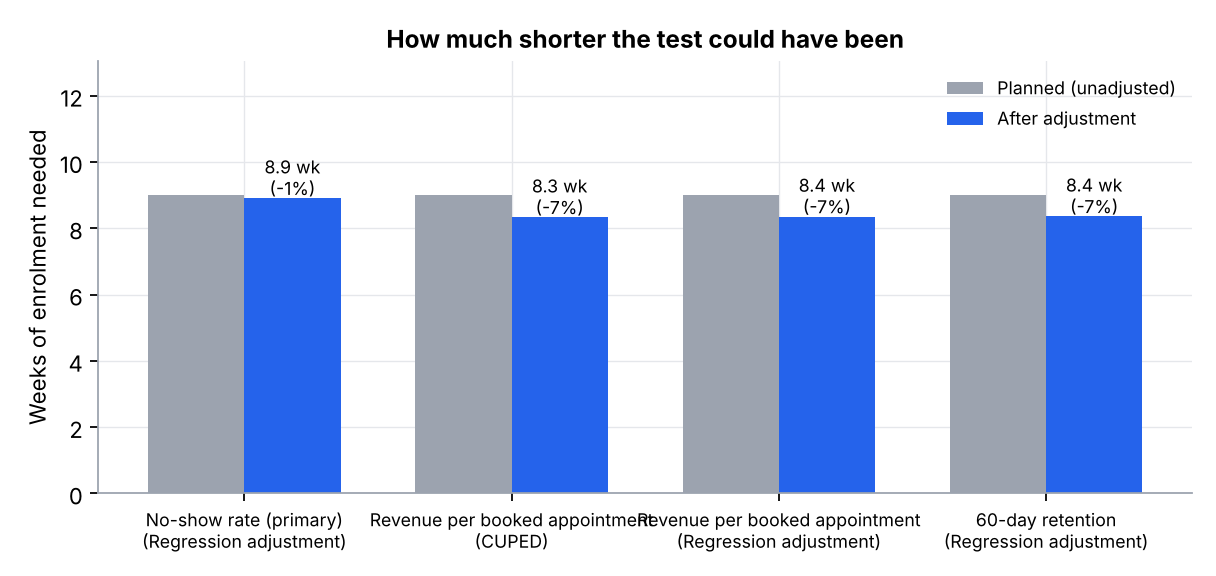 How much shorter the test could have been
Planned (unadjusted)
After adjustment
Weeks of enrolment needed
12
10
8
6
4
2
0
8.9 wk
(-1%)
8.3 wk
(-7%)
8.4 wk
(-7%)
8.4 wk
(-7%)
No-show rate (primary)
(Regression adjustment)
Revenue per booked appointment
(CUPED)
Revenue per booked appointment
(Regression adjustment)
60-day retention
(Regression adjustment)